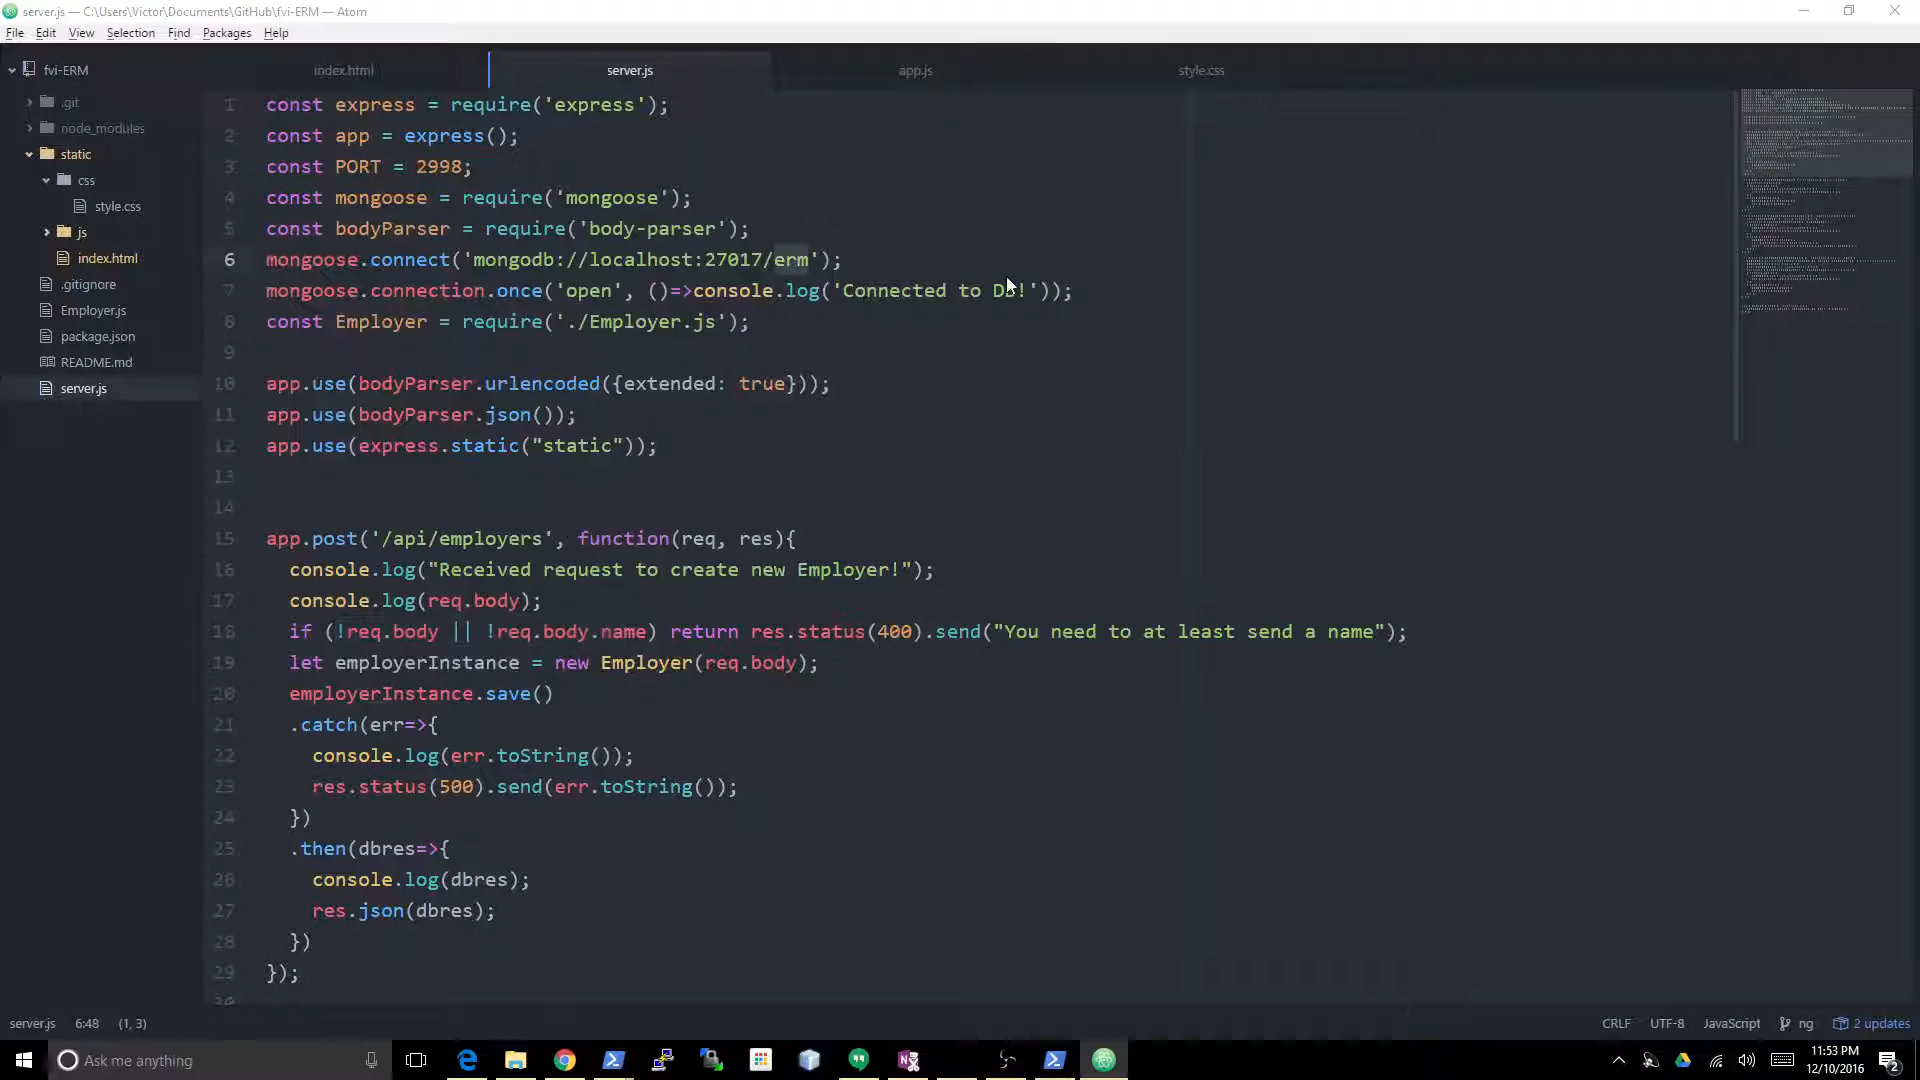 server.js — C:\Users\Victor\Documents\GitHub\fvi-ERM — Atom
File Edit View Selection Find Packages Help
fvi-ERM
.git
node_modules
static
css
style.css
js
index.html
.gitignore
Employer.js
package.json
README.md
server.js
index.html server.js app.js style.css
1 const express = require('express');
2 const app = express();
3 const PORT = 2998;
4 const mongoose = require('mongoose');
5 const bodyParser = require('body-parser');
6 mongoose.connect('mongodb://localhost:27017/erm');
7 mongoose.connection.once('open', ()=>console.log('Connected to DB!'));
8 const Employer = require('./Employer.js');
9
10 app.use(bodyParser.urlencoded({extended: true}));
11 app.use(bodyParser.json());
12 app.use(express.static("static"));
13
14
15 app.post('/api/employers', function(req, res){
16 console.log("Received request to create new Employer!");
17 console.log(req.body);
18 if (!req.body || !req.body.name) return res.status(400).send("You need to at least send a name");
19 let employerInstance = new Employer(req.body);
20 employerInstance.save()
21 .catch(err=>{
22 console.log(err.toString());
23 res.status(500).send(err.toString());
24 })
25 .then(dbres=>{
26 console.log(dbres);
27 res.json(dbres);
28 })
29 });
30
server.js 6:48 (1, 3) CRLF UTF-8 JavaScript ng 2 updates
Ask me anything
11:53 PM
12/10/2016
2